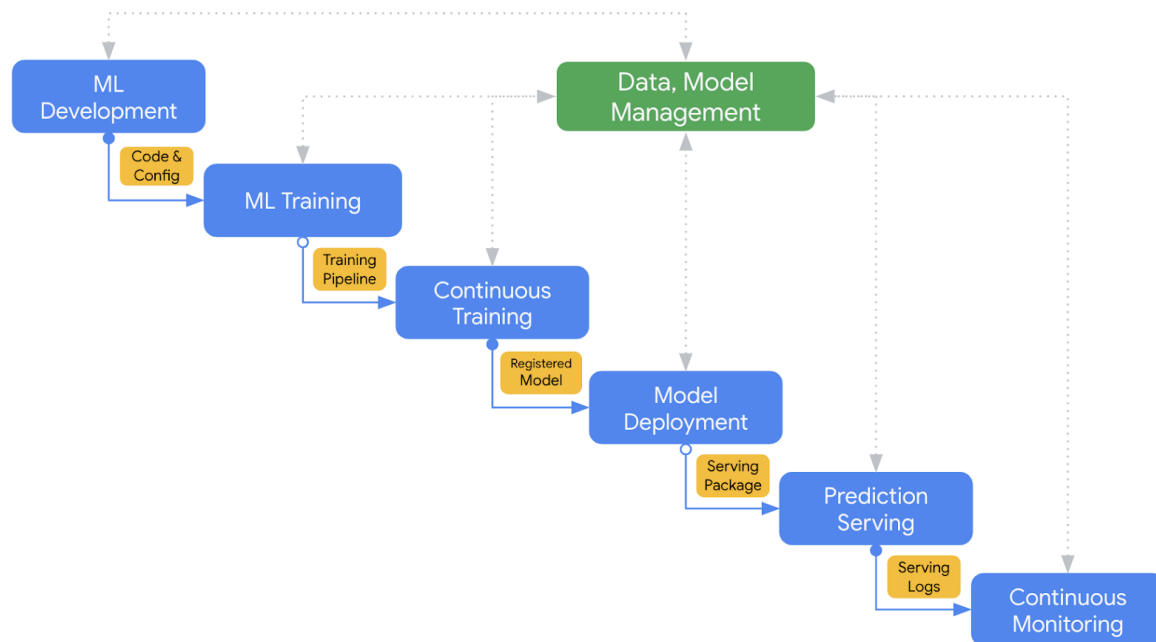 ML
Development
Data, Model
Management
Code &
Config
ML Training
Training
Pipeline
Continuous
Training
Registered
Model
Model
Deployment
Serving
Package
Prediction
Serving
Serving
Logs
Continuous
Monitoring